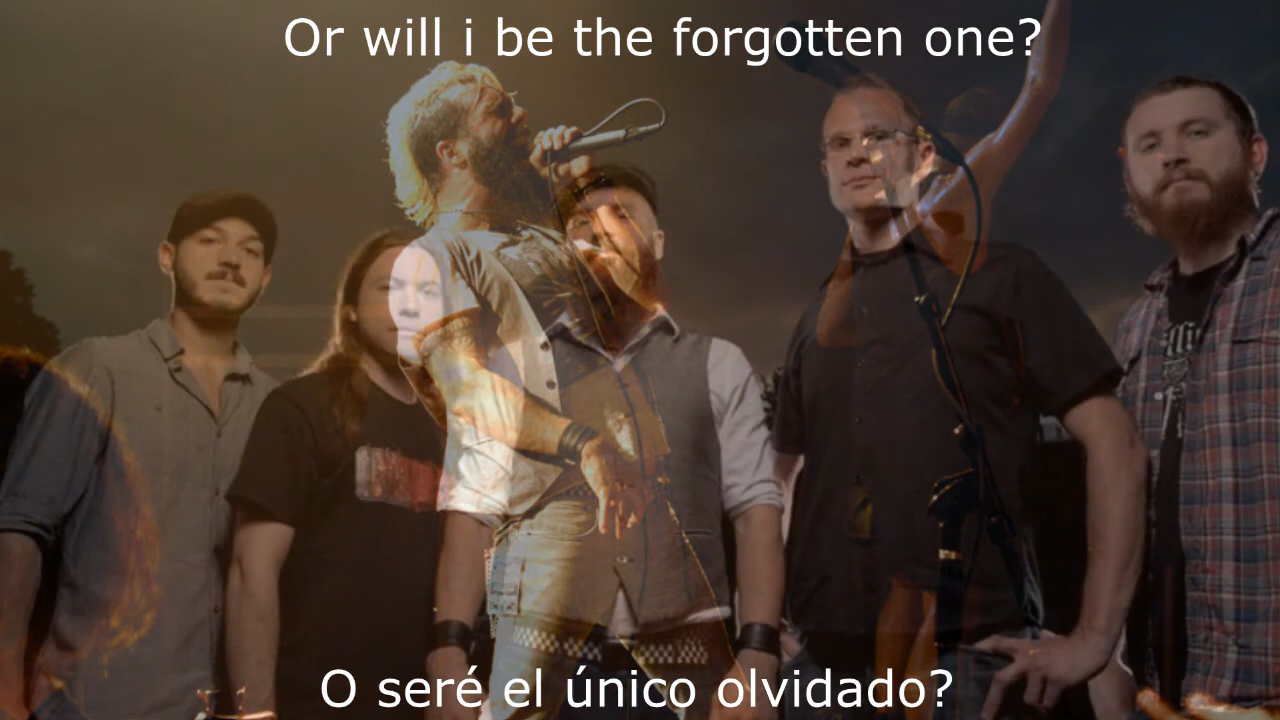 Or will i be the forgotten one?
O seré el único olvidado?